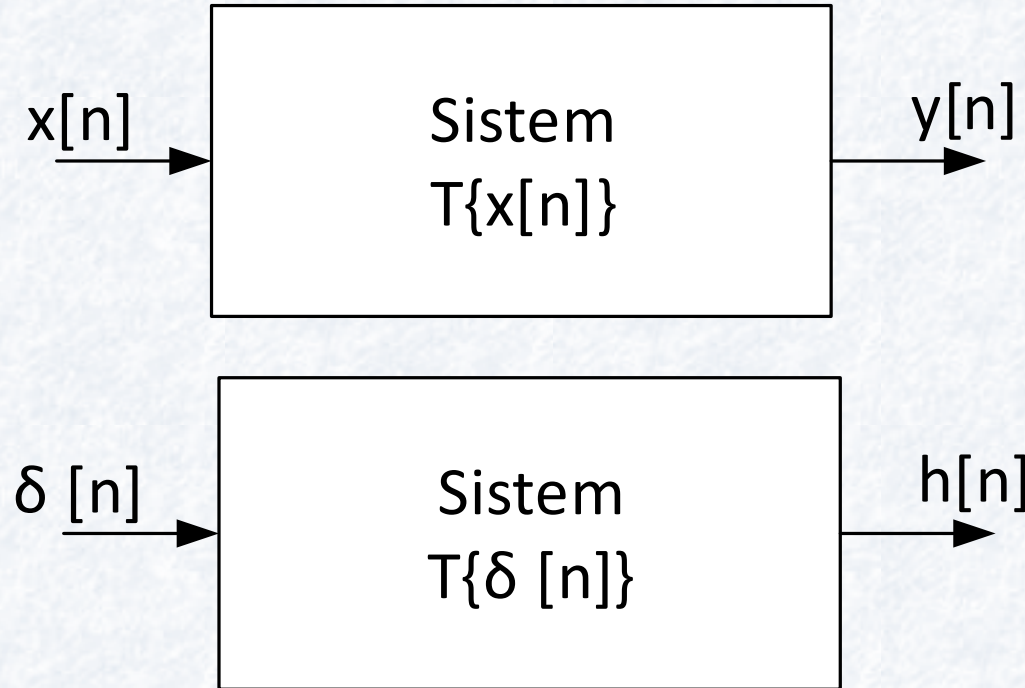 x[n]
Sistem
T{x[n]}
y[n]
δ [n]
Sistem
T{δ [n]}
h[n]